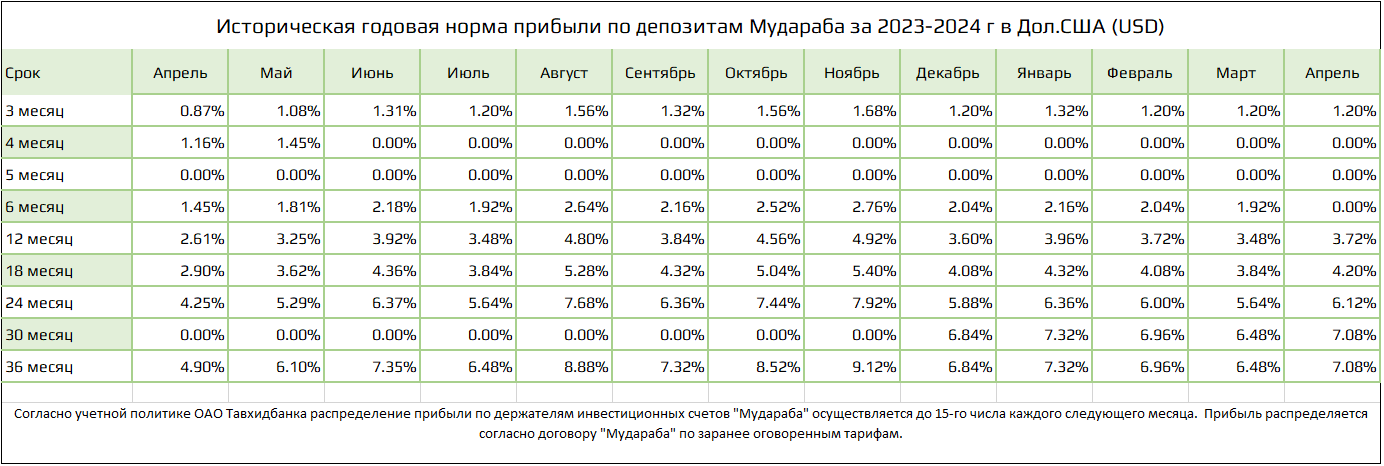 Историческая годовая норма прибыли по депозитам Мудараба за 2023-2024 г в Дол.США (USD)
Срок Апрель Май Июнь Июль Август Сентябрь Октябрь Ноябрь Декабрь Январь Февраль Март Апрель
3 месяц 0.87% 1.08% 1.31% 1.20% 1.56% 1.32% 1.56% 1.68% 1.20% 1.32% 1.20% 1.20% 1.20%
4 месяц 1.16% 1.45% 0.00% 0.00% 0.00% 0.00% 0.00% 0.00% 0.00% 0.00% 0.00% 0.00% 0.00%
5 месяц 0.00% 0.00% 0.00% 0.00% 0.00% 0.00% 0.00% 0.00% 0.00% 0.00% 0.00% 0.00% 0.00%
6 месяц 1.45% 1.81% 2.18% 1.92% 2.64% 2.16% 2.52% 2.76% 2.04% 2.16% 2.04% 1.92% 0.00%
12 месяц 2.61% 3.25% 3.92% 3.48% 4.80% 3.84% 4.56% 4.92% 3.60% 3.96% 3.72% 3.48% 3.72%
18 месяц 2.90% 3.62% 4.36% 3.84% 5.28% 4.32% 5.04% 5.40% 4.08% 4.32% 4.08% 3.84% 4.20%
24 месяц 4.25% 5.29% 6.37% 5.64% 7.68% 6.36% 7.44% 7.92% 5.88% 6.36% 6.00% 5.64% 6.12%
30 месяц 0.00% 0.00% 0.00% 0.00% 0.00% 0.00% 0.00% 0.00% 6.84% 7.32% 6.96% 6.48% 7.08%
36 месяц 4.90% 6.10% 7.35% 6.48% 8.88% 7.32% 8.52% 9.12% 6.84% 7.32% 6.96% 6.48% 7.08%
Согласно учетной политике ОАО Тавхидбанка распределение прибыли по держателям инвестиционных счетов "Мудараба" осуществляется до 15-го числа каждого следующего месяца. Прибыль распределяется
согласно договору "Мудараба" по заранее оговоренным тарифам.